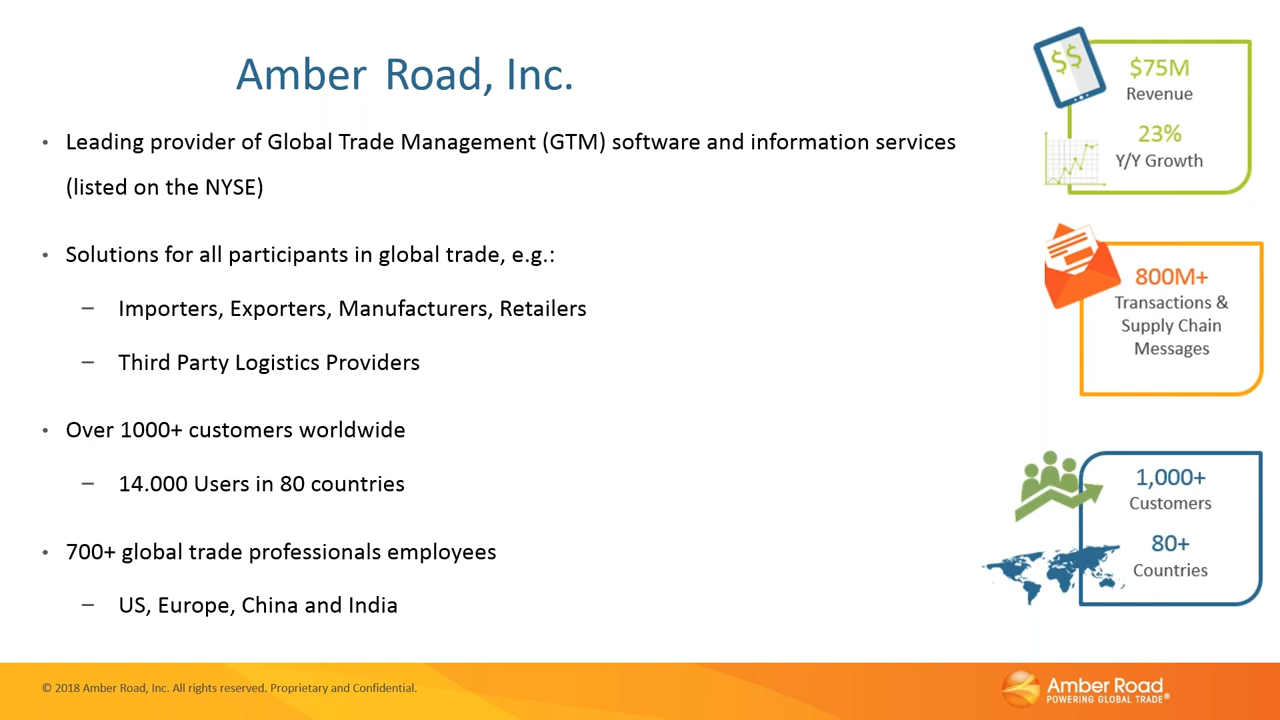 Amber Road, Inc.
• Leading provider of Global Trade Management (GTM) software and information services
(listed on the NYSE)
• Solutions for all participants in global trade, e.g.:
– Importers, Exporters, Manufacturers, Retailers
– Third Party Logistics Providers
• Over 1000+ customers worldwide
– 14.000 Users in 80 countries
• 700+ global trade professionals employees
– US, Europe, China and India
$$
$75M
Revenue
23%
Y/Y Growth
800M+
Transactions &
Supply Chain
Messages
1,000+
Customers
80+
Countries
© 2018 Amber Road, Inc. All rights reserved. Proprietary and Confidential.
Amber Road
POWERING GLOBAL TRADE®